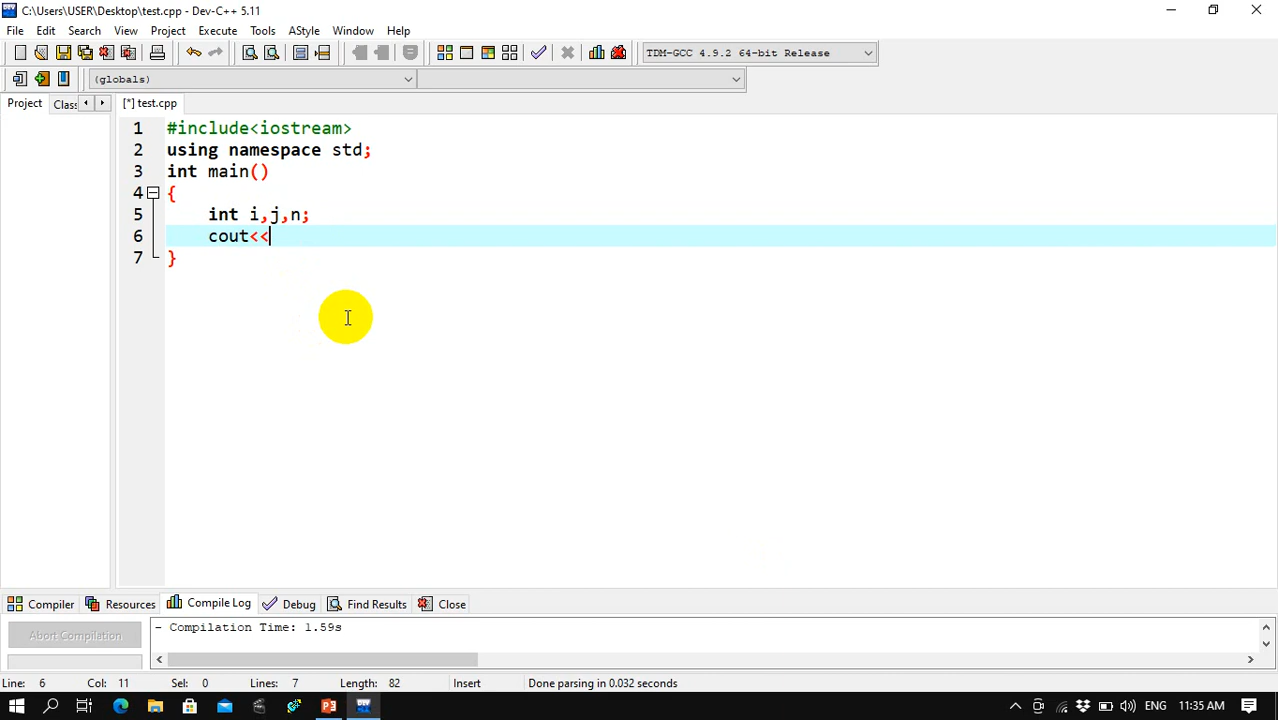 C:\Users\USER\Desktop\test.cpp - Dev-C++ 5.11
File Edit Search View Project Execute Tools AStyle Window Help
TDM-GCC 4.9.2 64-bit Release
(globals)
Project Clas [*] test.cpp
1 #include<iostream>
2 using namespace std;
3 int main()
4 {
5 int i,j,n;
6 cout<<
7 }
Compiler Resources Compile Log Debug Find Results Close
Abort Compilation
- Compilation Time: 1.59s
Line: 6 Col: 11 Sel: 0 Lines: 7 Length: 82 Insert Done parsing in 0.032 seconds
P DEV ENG 11:35 AM